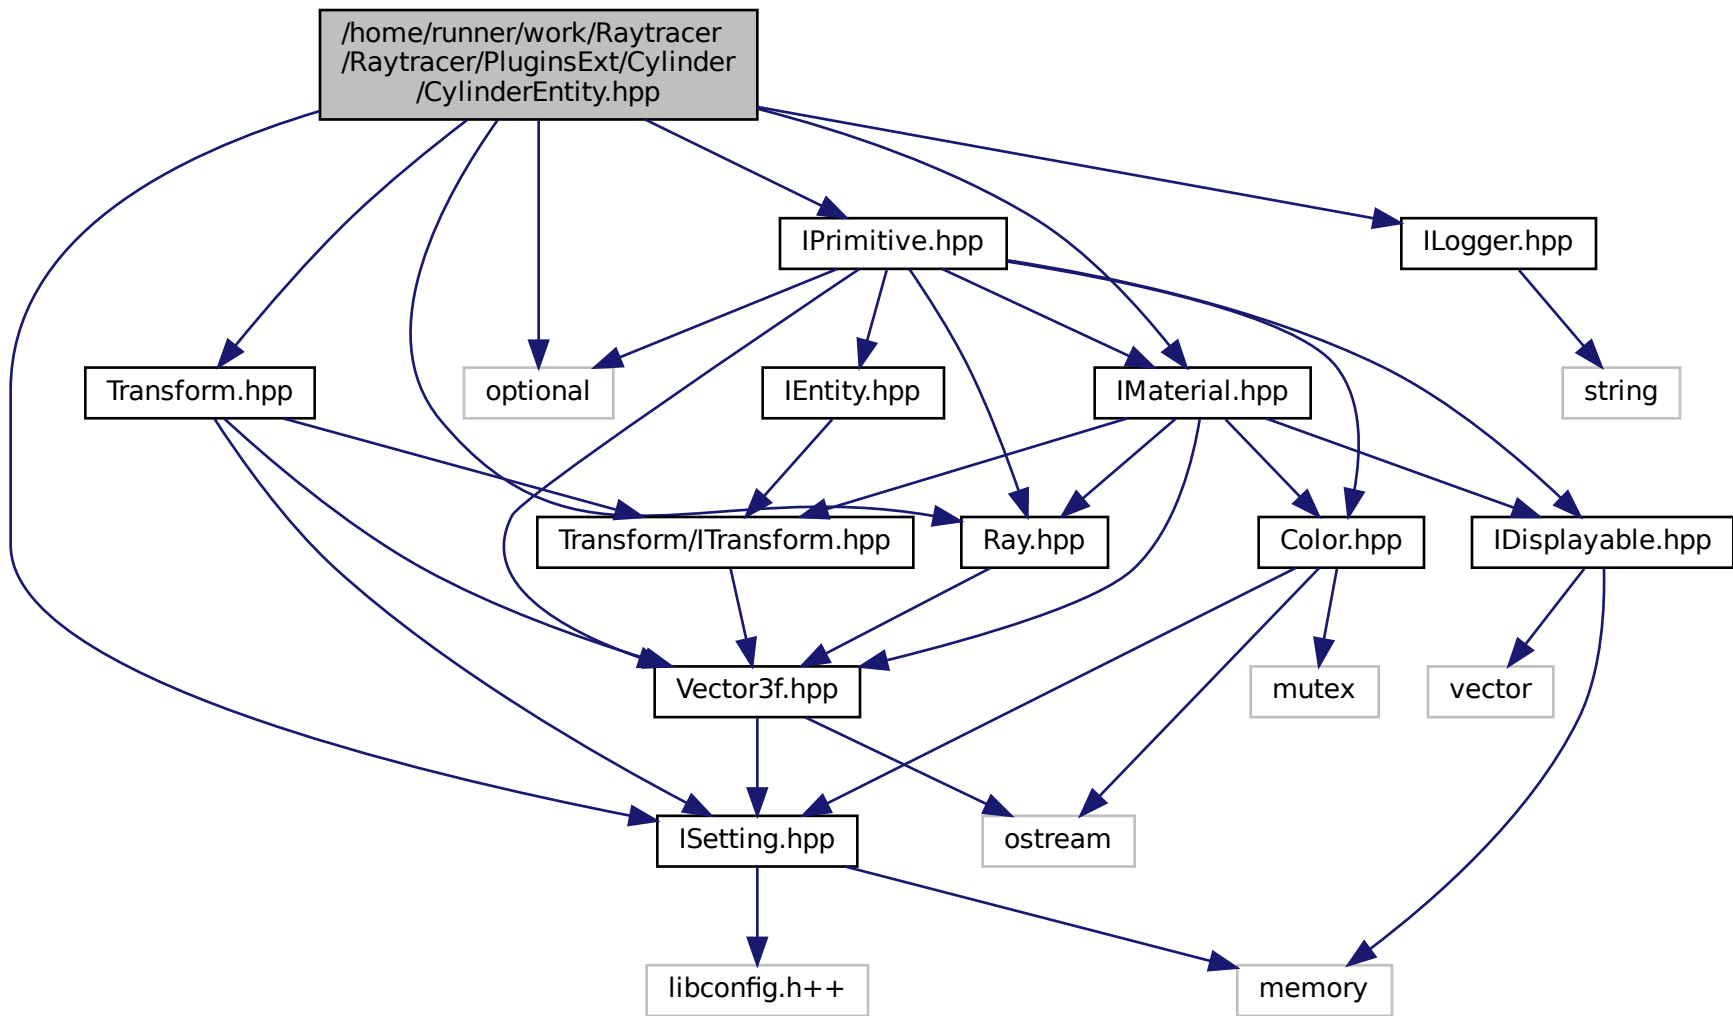 /home/runner/work/Raytracer
/Raytracer/PluginsExt/Cylinder
/CylinderEntity.hpp
IPrimitive.hpp
ILogger.hpp
Transform.hpp
optional
IEntity.hpp
IMaterial.hpp
string
Transform/ITransform.hpp
Ray.hpp
Color.hpp
IDisplayable.hpp
Vector3f.hpp
mutex
vector
ISetting.hpp
ostream
libconfig.h++
memory